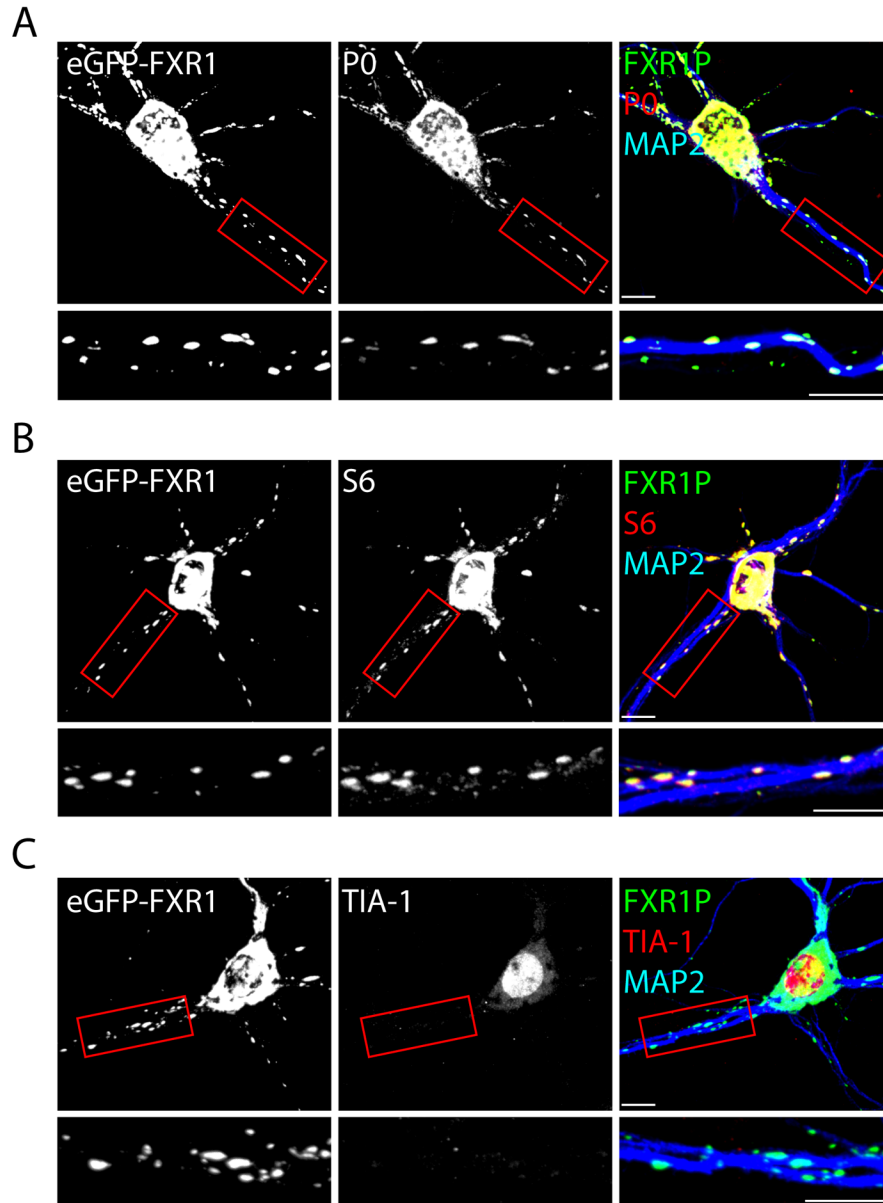 A
eGFP-FXR1
P0
FXR1P
P0
MAP2
B
eGFP-FXR1
S6
FXR1P
S6
MAP2
C
eGFP-FXR1
TIA-1
FXR1P
TIA-1
MAP2